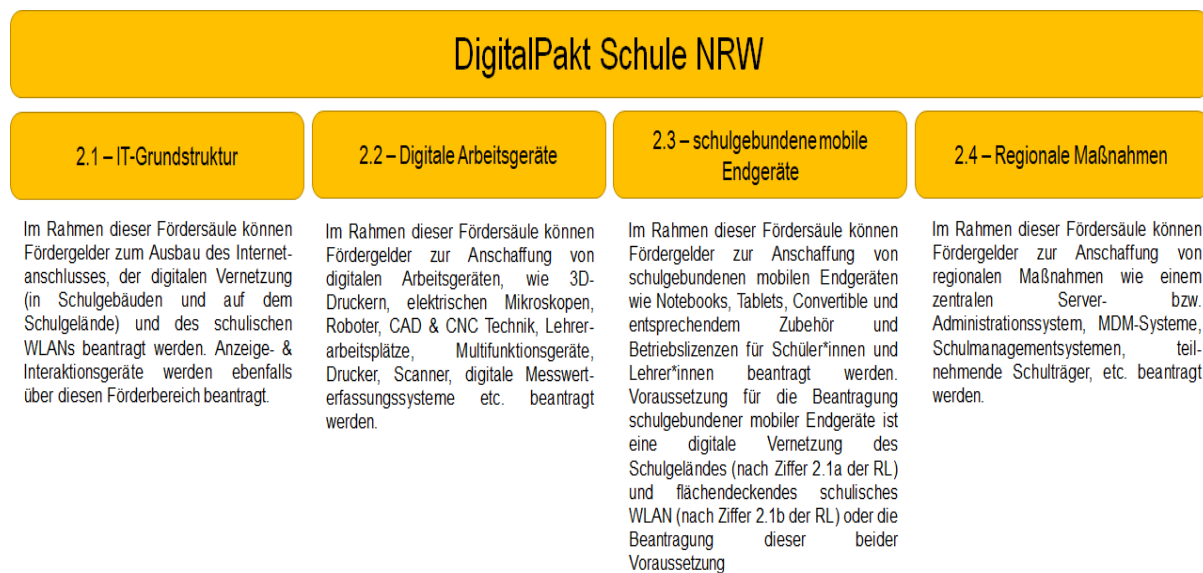 DigitalPakt Schule NRW
2.1 – IT-Grundstruktur
Im Rahmen dieser Fördersäule können
Fördergelder zum Ausbau des Internet-
anschlusses, der digitalen Vernetzung
(in Schulgebäuden und auf dem
Schulgelände) und des schulischen
WLANs beantragt werden. Anzeige- &
Interaktionsgeräte werden ebenfalls
über diesen Förderbereich beantragt.
2.2 – Digitale Arbeitsgeräte
Im Rahmen dieser Fördersäule können
Fördergelder zur Anschaffung von
digitalen Arbeitsgeräten, wie 3D-
Druckern, elektrischen Mikroskopen,
Roboter, CAD & CNC Technik, Lehrer-
arbeitsplätze, Multifunktionsgeräte,
Drucker, Scanner, digitale Messwert-
erfassungssysteme etc. beantragt
werden.
2.3 – schulgebundene mobile
Endgeräte
Im Rahmen dieser Fördersäule können
Fördergelder zur Anschaffung von
schulgebundenen mobilen Endgeräten
wie Notebooks, Tablets, Convertible und
entsprechendem Zubehör und
Betriebslizenzen für Schüler*innen und
Lehrer*innen beantragt werden.
Voraussetzung für die Beantragung
schulgebundener mobiler Endgeräte ist
eine digitale Vernetzung des
Schulgeländes (nach Ziffer 2.1a der RL)
und flächendeckendes schulisches
WLAN (nach Ziffer 2.1b der RL) oder die
Beantragung dieser beider
Voraussetzung
2.4 – Regionale Maßnahmen
Im Rahmen dieser Fördersäule können
Fördergelder zur Anschaffung von
regionalen Maßnahmen wie einem
zentralen Server- bzw.
Administrationssystem, MDM-Systeme,
Schulmanagementsystemen, teil-
nehmende Schulträger, etc. beantragt
werden.